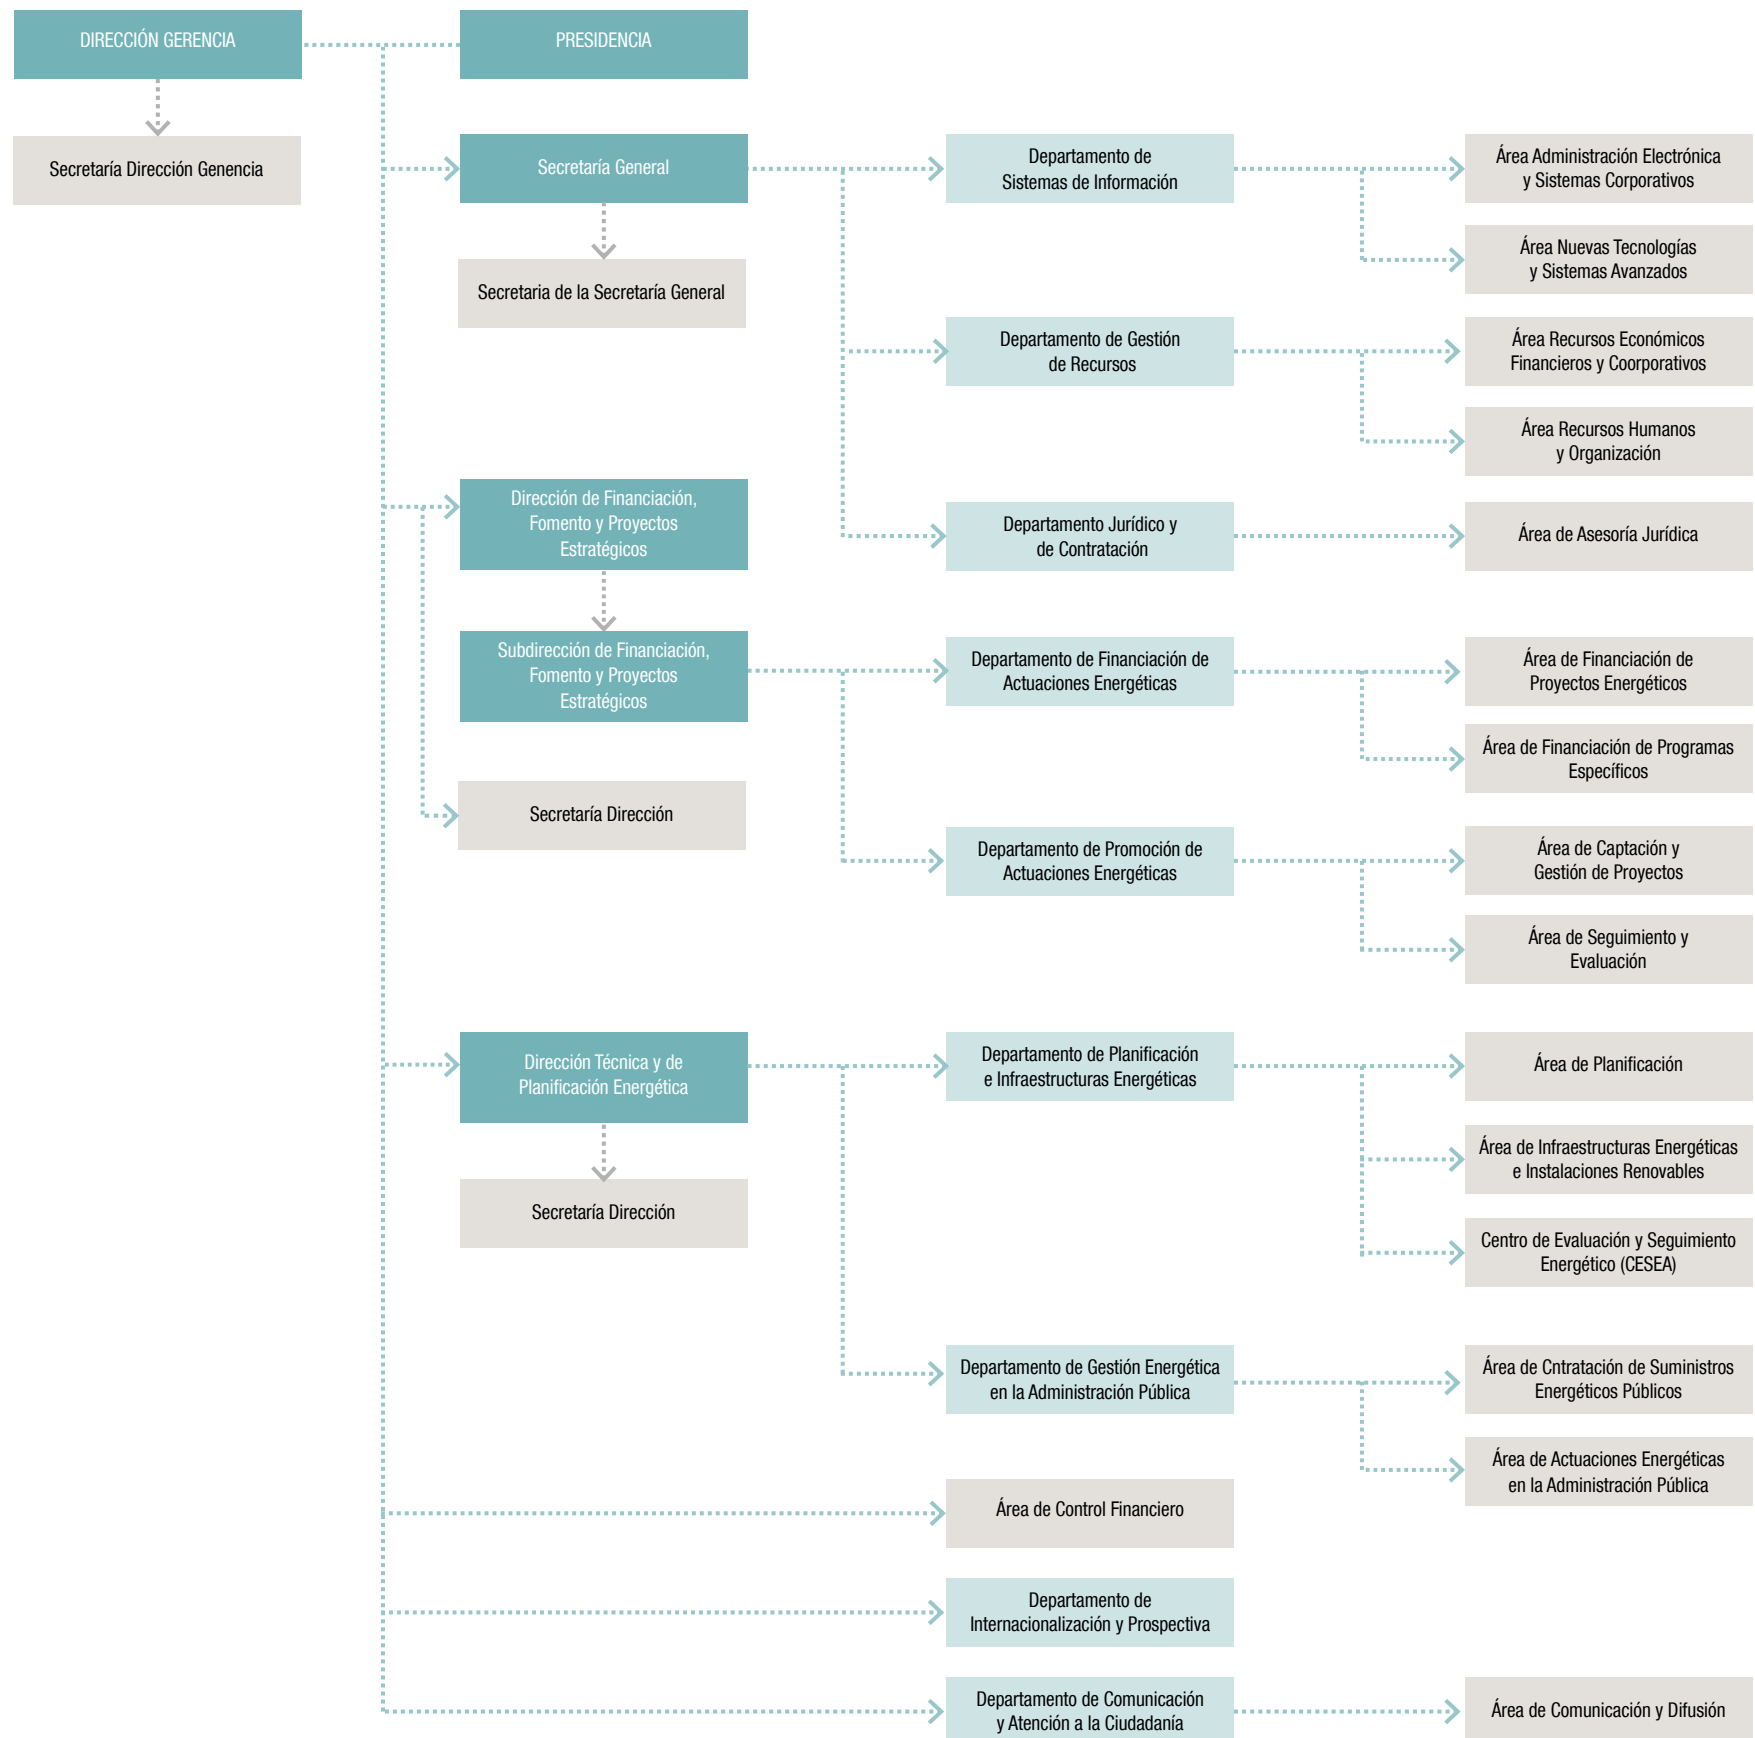 DIRECCIÓN GERENCIA
PRESIDENCIA
Secretaría Dirección Genencia
Secretaría General
Departamento de
Sistemas de Información
Área Administración Electrónica
y Sistemas Corporativos
Área Nuevas Tecnologías
y Sistemas Avanzados
Secretaria de la Secretaría General
Departamento de Gestión
de Recursos
Área Recursos Económicos
Financieros y Coorporativos
Área Recursos Humanos
y Organización
Dirección de Financiación,
Fomento y Proyectos
Estratégicos
Departamento Jurídico y
de Contratación
Área de Asesoría Jurídica
Subdirección de Financiación,
Fomento y Proyectos
Estratégicos
Departamento de Financiación de
Actuaciones Energéticas
Área de Financiación de
Proyectos Energéticos
Área de Financiación de Programas
Específicos
Secretaría Dirección
Departamento de Promoción de
Actuaciones Energéticas
Área de Captación y
Gestión de Proyectos
Área de Seguimiento y
Evaluación
Dirección Técnica y de
Planificación Energética
Departamento de Planificación
e Infraestructuras Energéticas
Área de Planificación
Área de Infraestructuras Energéticas
e Instalaciones Renovables
Secretaría Dirección
Centro de Evaluación y Seguimiento
Energético (CESEA)
Departamento de Gestión Energética
en la Administración Pública
Área de Cntratación de Suministros
Energéticos Públicos
Área de Actuaciones Energéticas
en la Administración Pública
Área de Control Financiero
Departamento de
Internacionalización y Prospectiva
Departamento de Comunicación
y Atención a la Ciudadanía
Área de Comunicación y Difusión